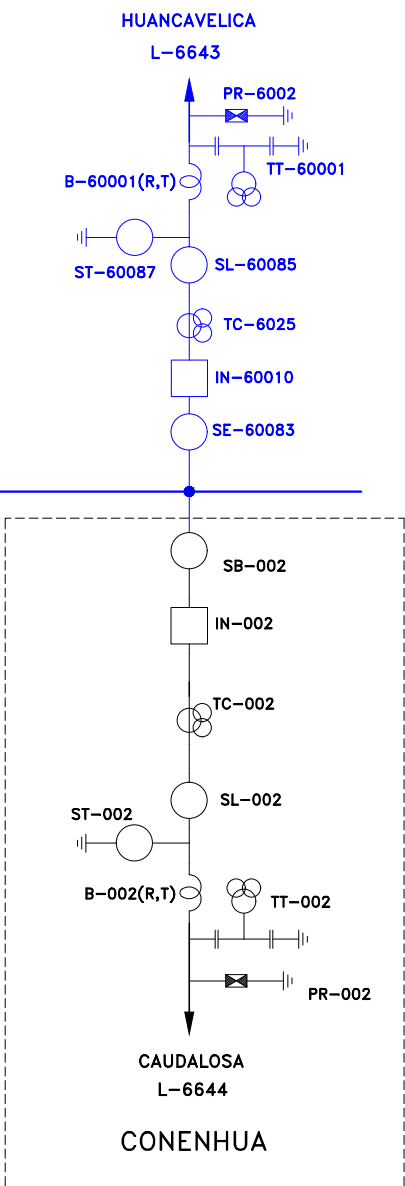 HUANCAVELICA
L-6643
PR-6002
TT-60001
B-60001(R,T)
ST-60087
SL-60085
TC-6025
IN-60010
SE-60083
SB-002
IN-002
TC-002
SL-002
ST-002
B-002(R,T)
TT-002
PR-002
CAUDALOSA
L-6644
CONENHUA